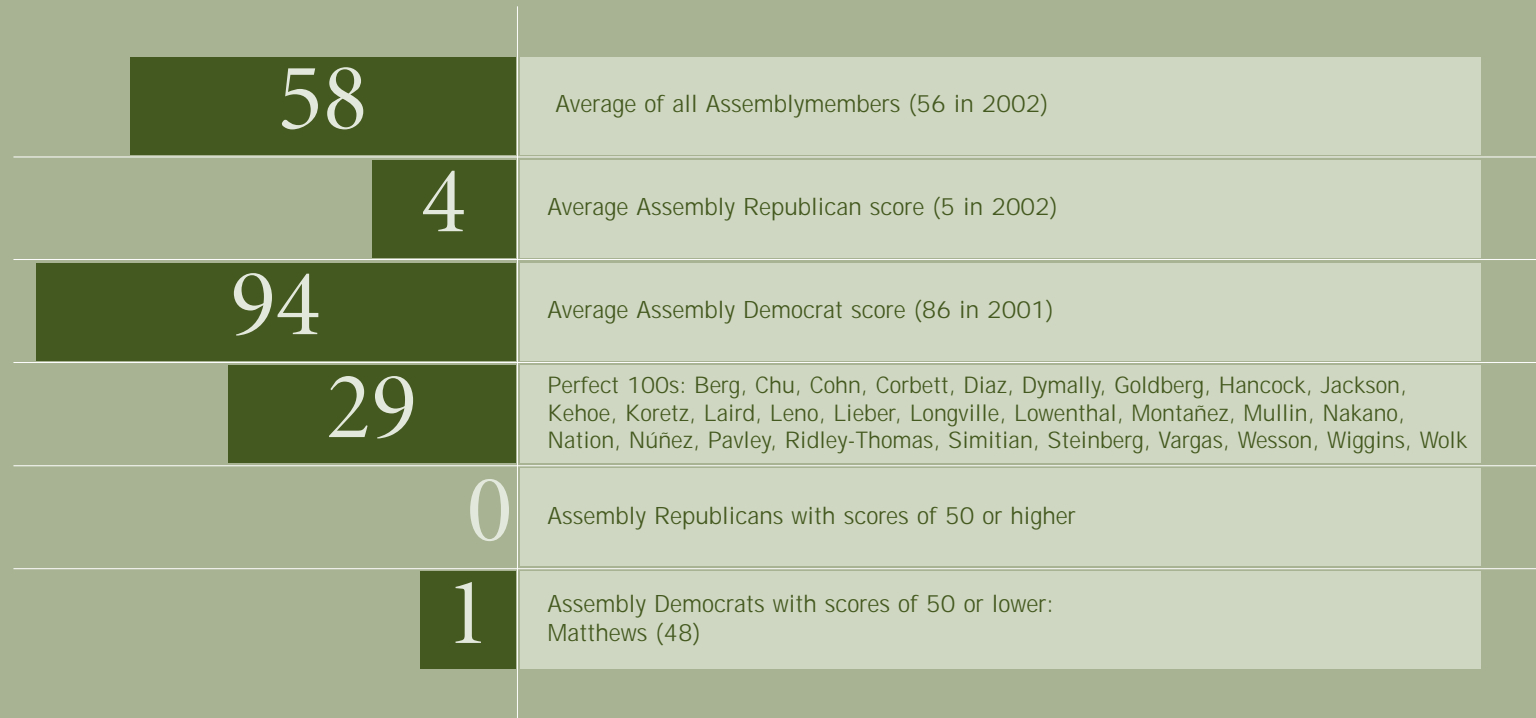 58
Average of all Assemblymembers (56 in 2002)
4
Average Assembly Republican score (5 in 2002)
94
Average Assembly Democrat score (86 in 2001)
29
Perfect 100s: Berg, Chu, Cohn, Corbett, Diaz, Dymally, Goldberg, Hancock, Jackson,
Kehoe, Koretz, Laird, Leno, Lieber, Longville, Lowenthal, Montañez, Mullin, Nakano,
Nation, Núñez, Pavley, Ridley-Thomas, Simitian, Steinberg, Vargas, Wesson, Wiggins, Wolk
0
Assembly Republicans with scores of 50 or higher
1
Assembly Democrats with scores of 50 or lower:
Matthews (48)